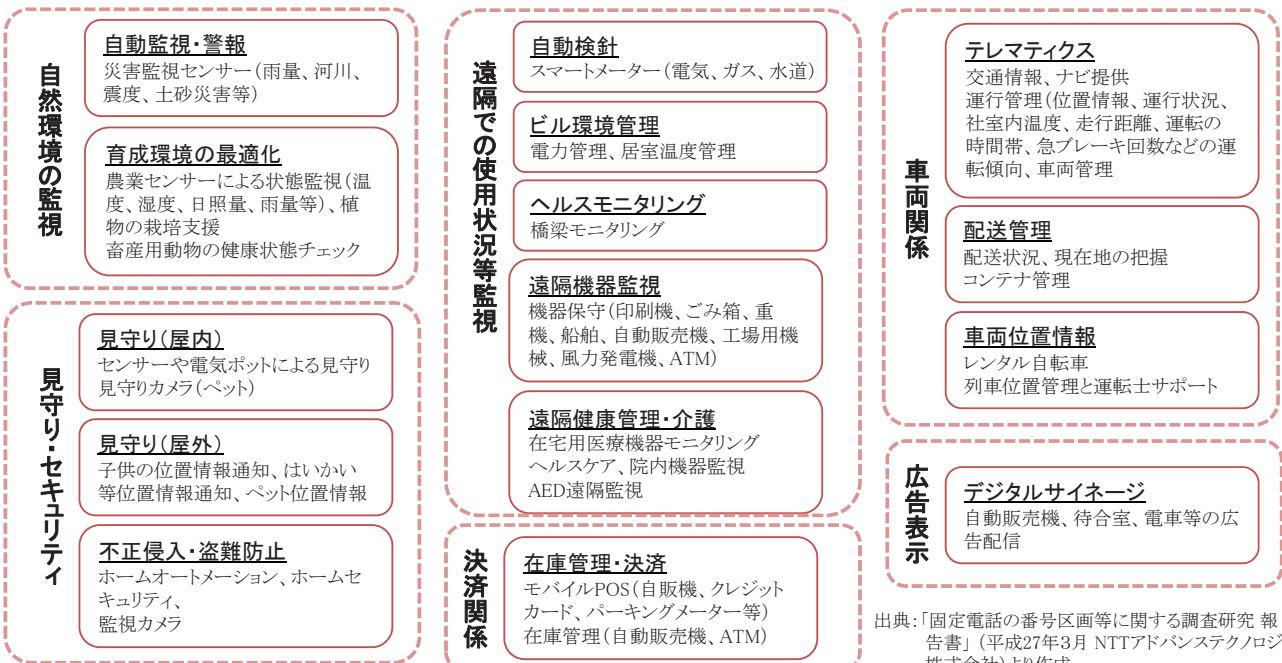 自然環境の監視
自動監視・警報
災害監視センサー(雨量、河川、
震度、土砂災害等)
育成環境の最適化
農業センサーによる状態監視(温
度、湿度、日照量、雨量等)、植
物の栽培支援
畜産用動物の健康状態チェック
見守り・セキュリティ
見守り(屋内)
センサーや電気ポットによる見守り
見守りカメラ(ペット)
見守り(屋外)
子供の位置情報通知、はいかい
等位置情報通知、ペット位置情報
不正侵入・盗難防止
ホームオートメーション、ホームセ
キュリティ、
監視カメラ
遠隔での使用状況等監視
自動検針
スマートメーター(電気、ガス、水道)
ビル環境管理
電力管理、居室温度管理
ヘルスモニタリング
橋梁モニタリング
遠隔機器監視
機器保守(印刷機、ごみ箱、重
機、船舶、自動販売機、工場用機
械、風力発電機、ATM)
遠隔健康管理・介護
在宅用医療機器モニタリング
ヘルスケア、院内機器監視
AED遠隔監視
決済関係
在庫管理・決済
モバイルPOS(自販機、クレジット
カード、パーキングメーター等)
在庫管理(自動販売機、ATM)
車両関係
テレマティクス
交通情報、ナビ提供
運行管理(位置情報、運行状況、
社室内温度、走行距離、運転の
時間帯、急ブレーキ回数などの運
転傾向、車両管理
配送管理
配送状況、現在地の把握
コンテナ管理
車両位置情報
レンタル自転車
列車位置管理と運転士サポート
広告表示
デジタルサイネージ
自動販売機、待合室、電車等の広
告配信
出典:「固定電話の番号区画等に関する調査研究 報
告書」(平成27年3月 NTTアドバンステクノロジ
株式会社)より作成